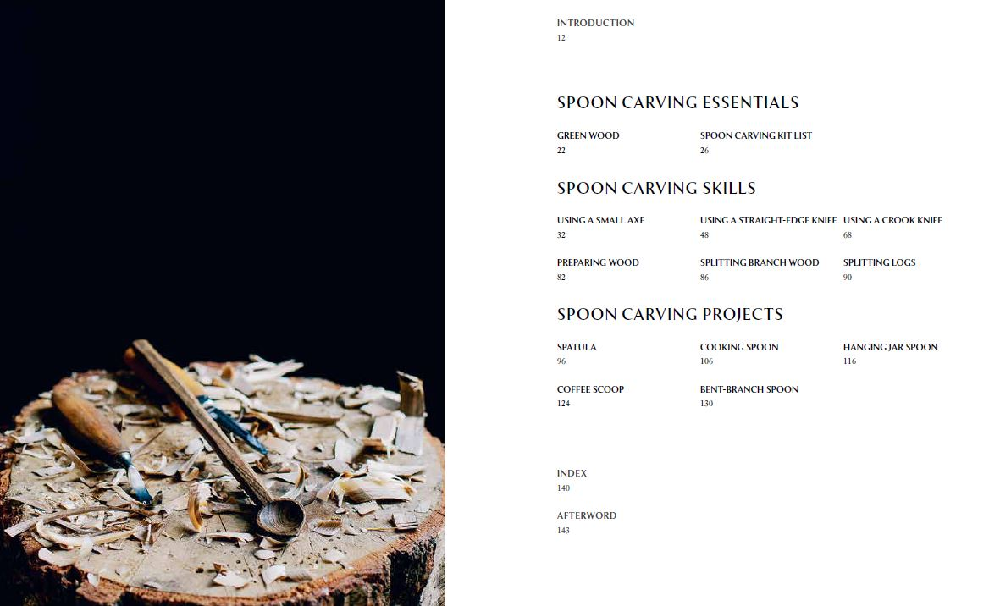 INTRODUCTION
12
SPOON CARVING ESSENTIALS
GREEN WOOD SPOON CARVING KIT LIST
22 26
SPOON CARVING SKILLS
USING A SMALL AXE USING A STRAIGHT-EDGE KNIFE USING A CROOK KNIFE
32 48 68
PREPARING WOOD SPLITTING BRANCH WOOD SPLITTING LOGS
82 86 90
SPOON CARVING PROJECTS
SPATULA COOKING SPOON HANGING JAR SPOON
96 106 116
COFFEE SCOOP BENT-BRANCH SPOON
124 130
INDEX
140
AFTERWORD
143